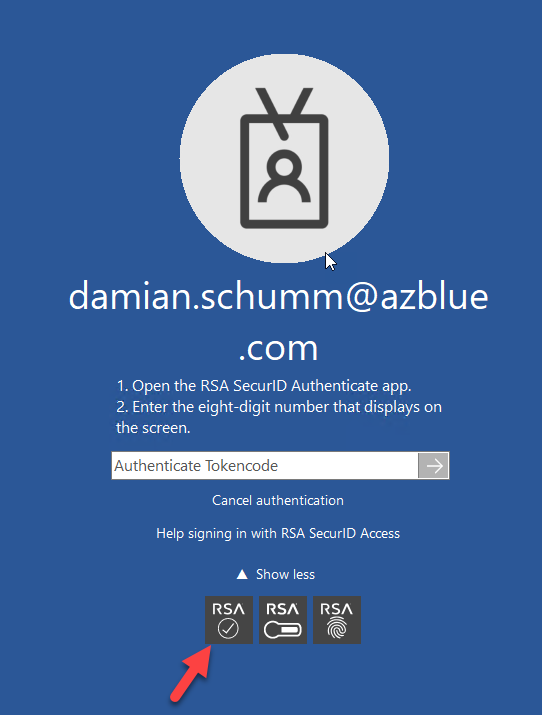 damian.schumm@azblue
.com
1. Open the RSA SecurID Authenticate app.
2. Enter the eight-digit number that displays on
the screen.
Authenticate Tokencode
Cancel authentication
Help signing in with RSA SecurID Access
Show less
RSA RSA RSA